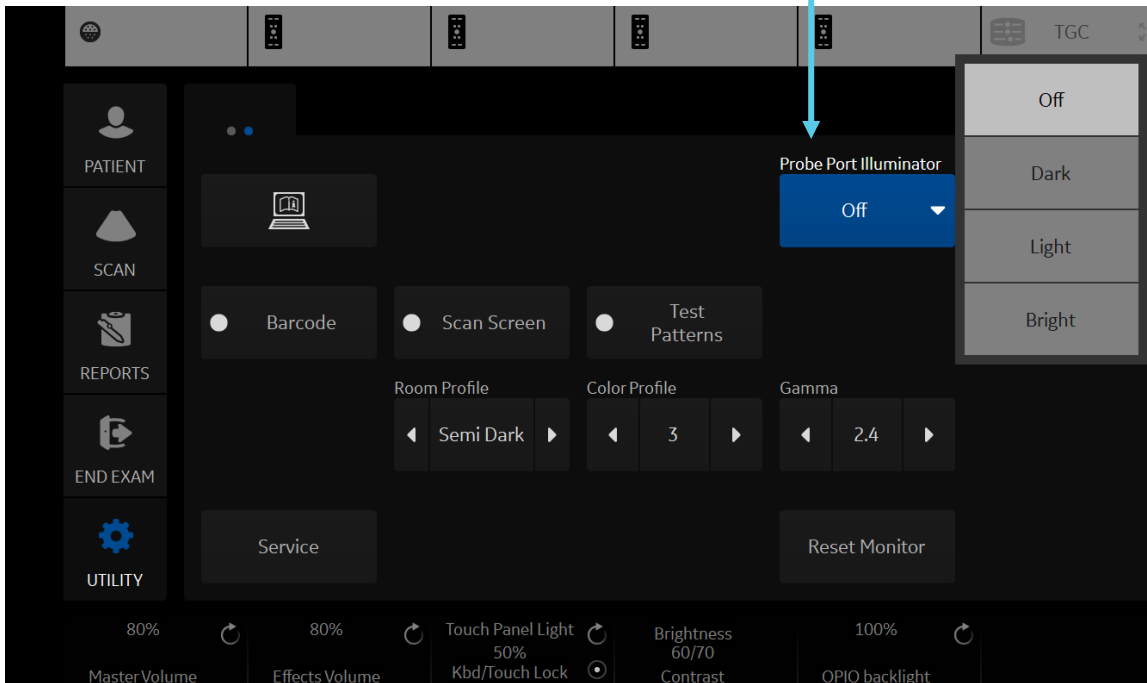 TGC
Off
Dark
Light
Bright
PATIENT
SCAN
REPORTS
END EXAM
UTILITY
Probe Port Illuminator
Off
Barcode
Scan Screen
Test
Patterns
Room Profile
Semi Dark
Color Profile
3
Gamma
2.4
Service
Reset Monitor
80%
Master Volume
80%
Effects Volume
Touch Panel Light
50%
Kbd/Touch Lock
Brightness
60/70
Contrast
100%
OPIO backlight